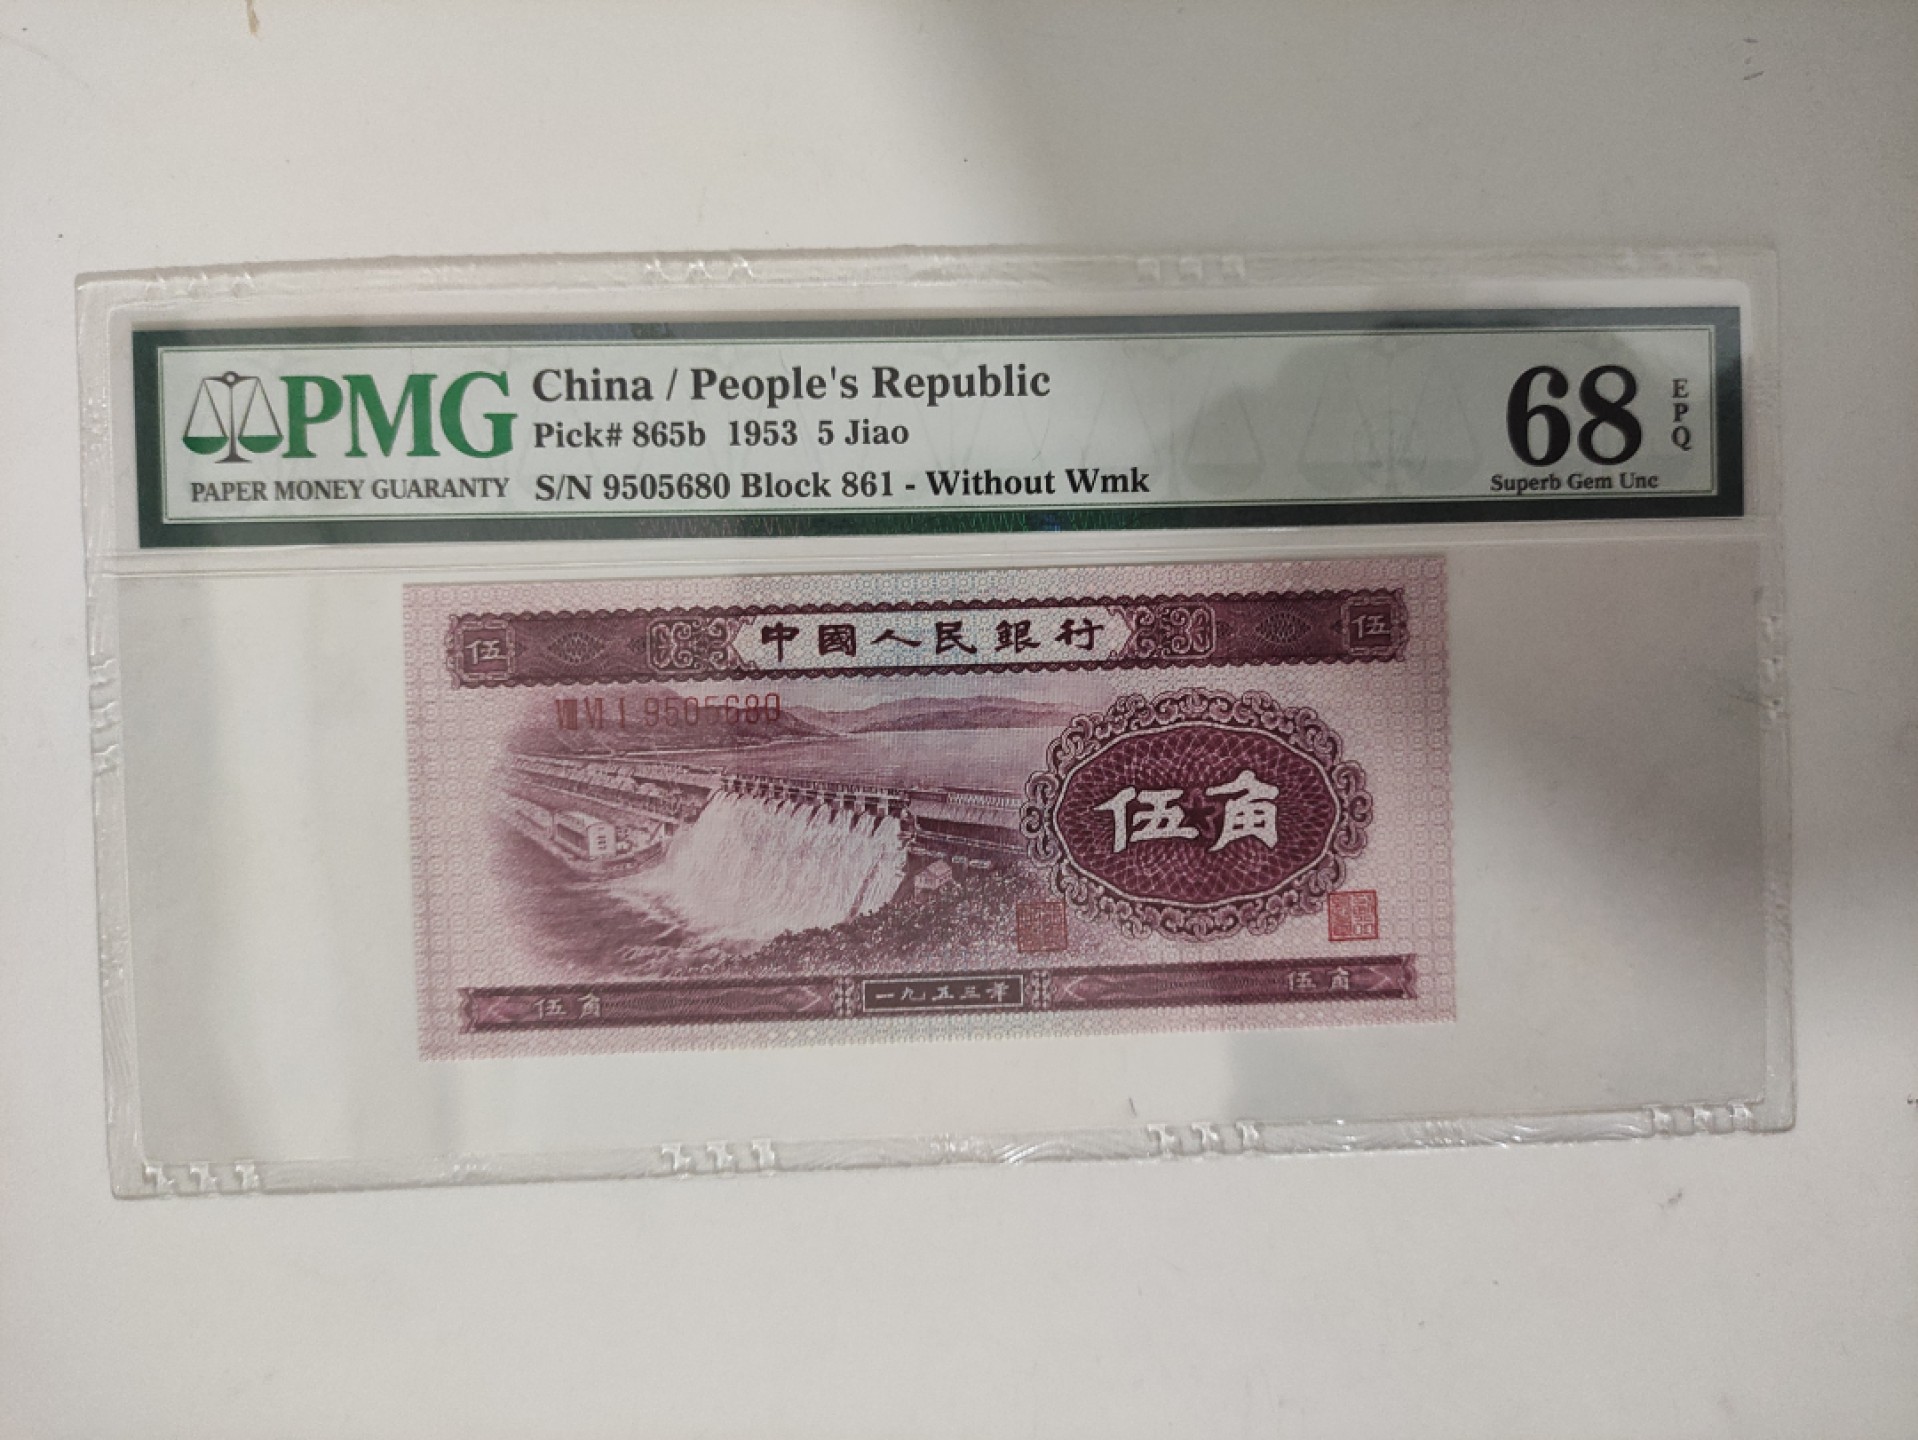 PMG
PAPER MONEY GUARANTY
China / People's Republic
Pick# 865b 1953 5 Jiao
S/N 9505680 Block 861 - Without Wmk
68
EPQ
Superb Gem Unc
伍 中國人民銀行 伍
VIII VI I 9505680
伍角
伍角 一九五三年 伍角